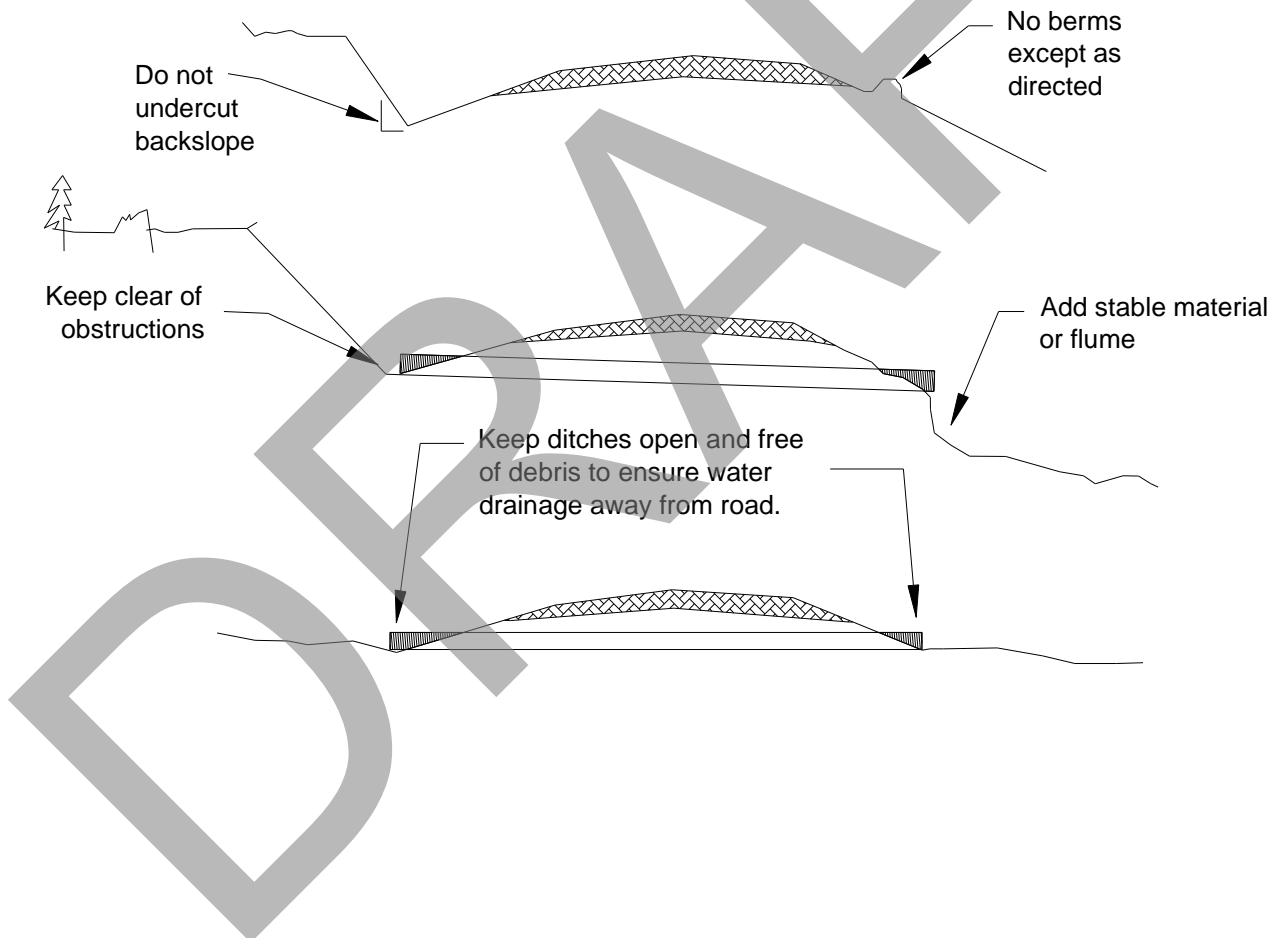 No berms
except as
directed
Do not
undercut
backslope
Keep clear of
obstructions
Add stable material
or flume
Keep ditches open and free
of debris to ensure water
drainage away from road.
DRAF